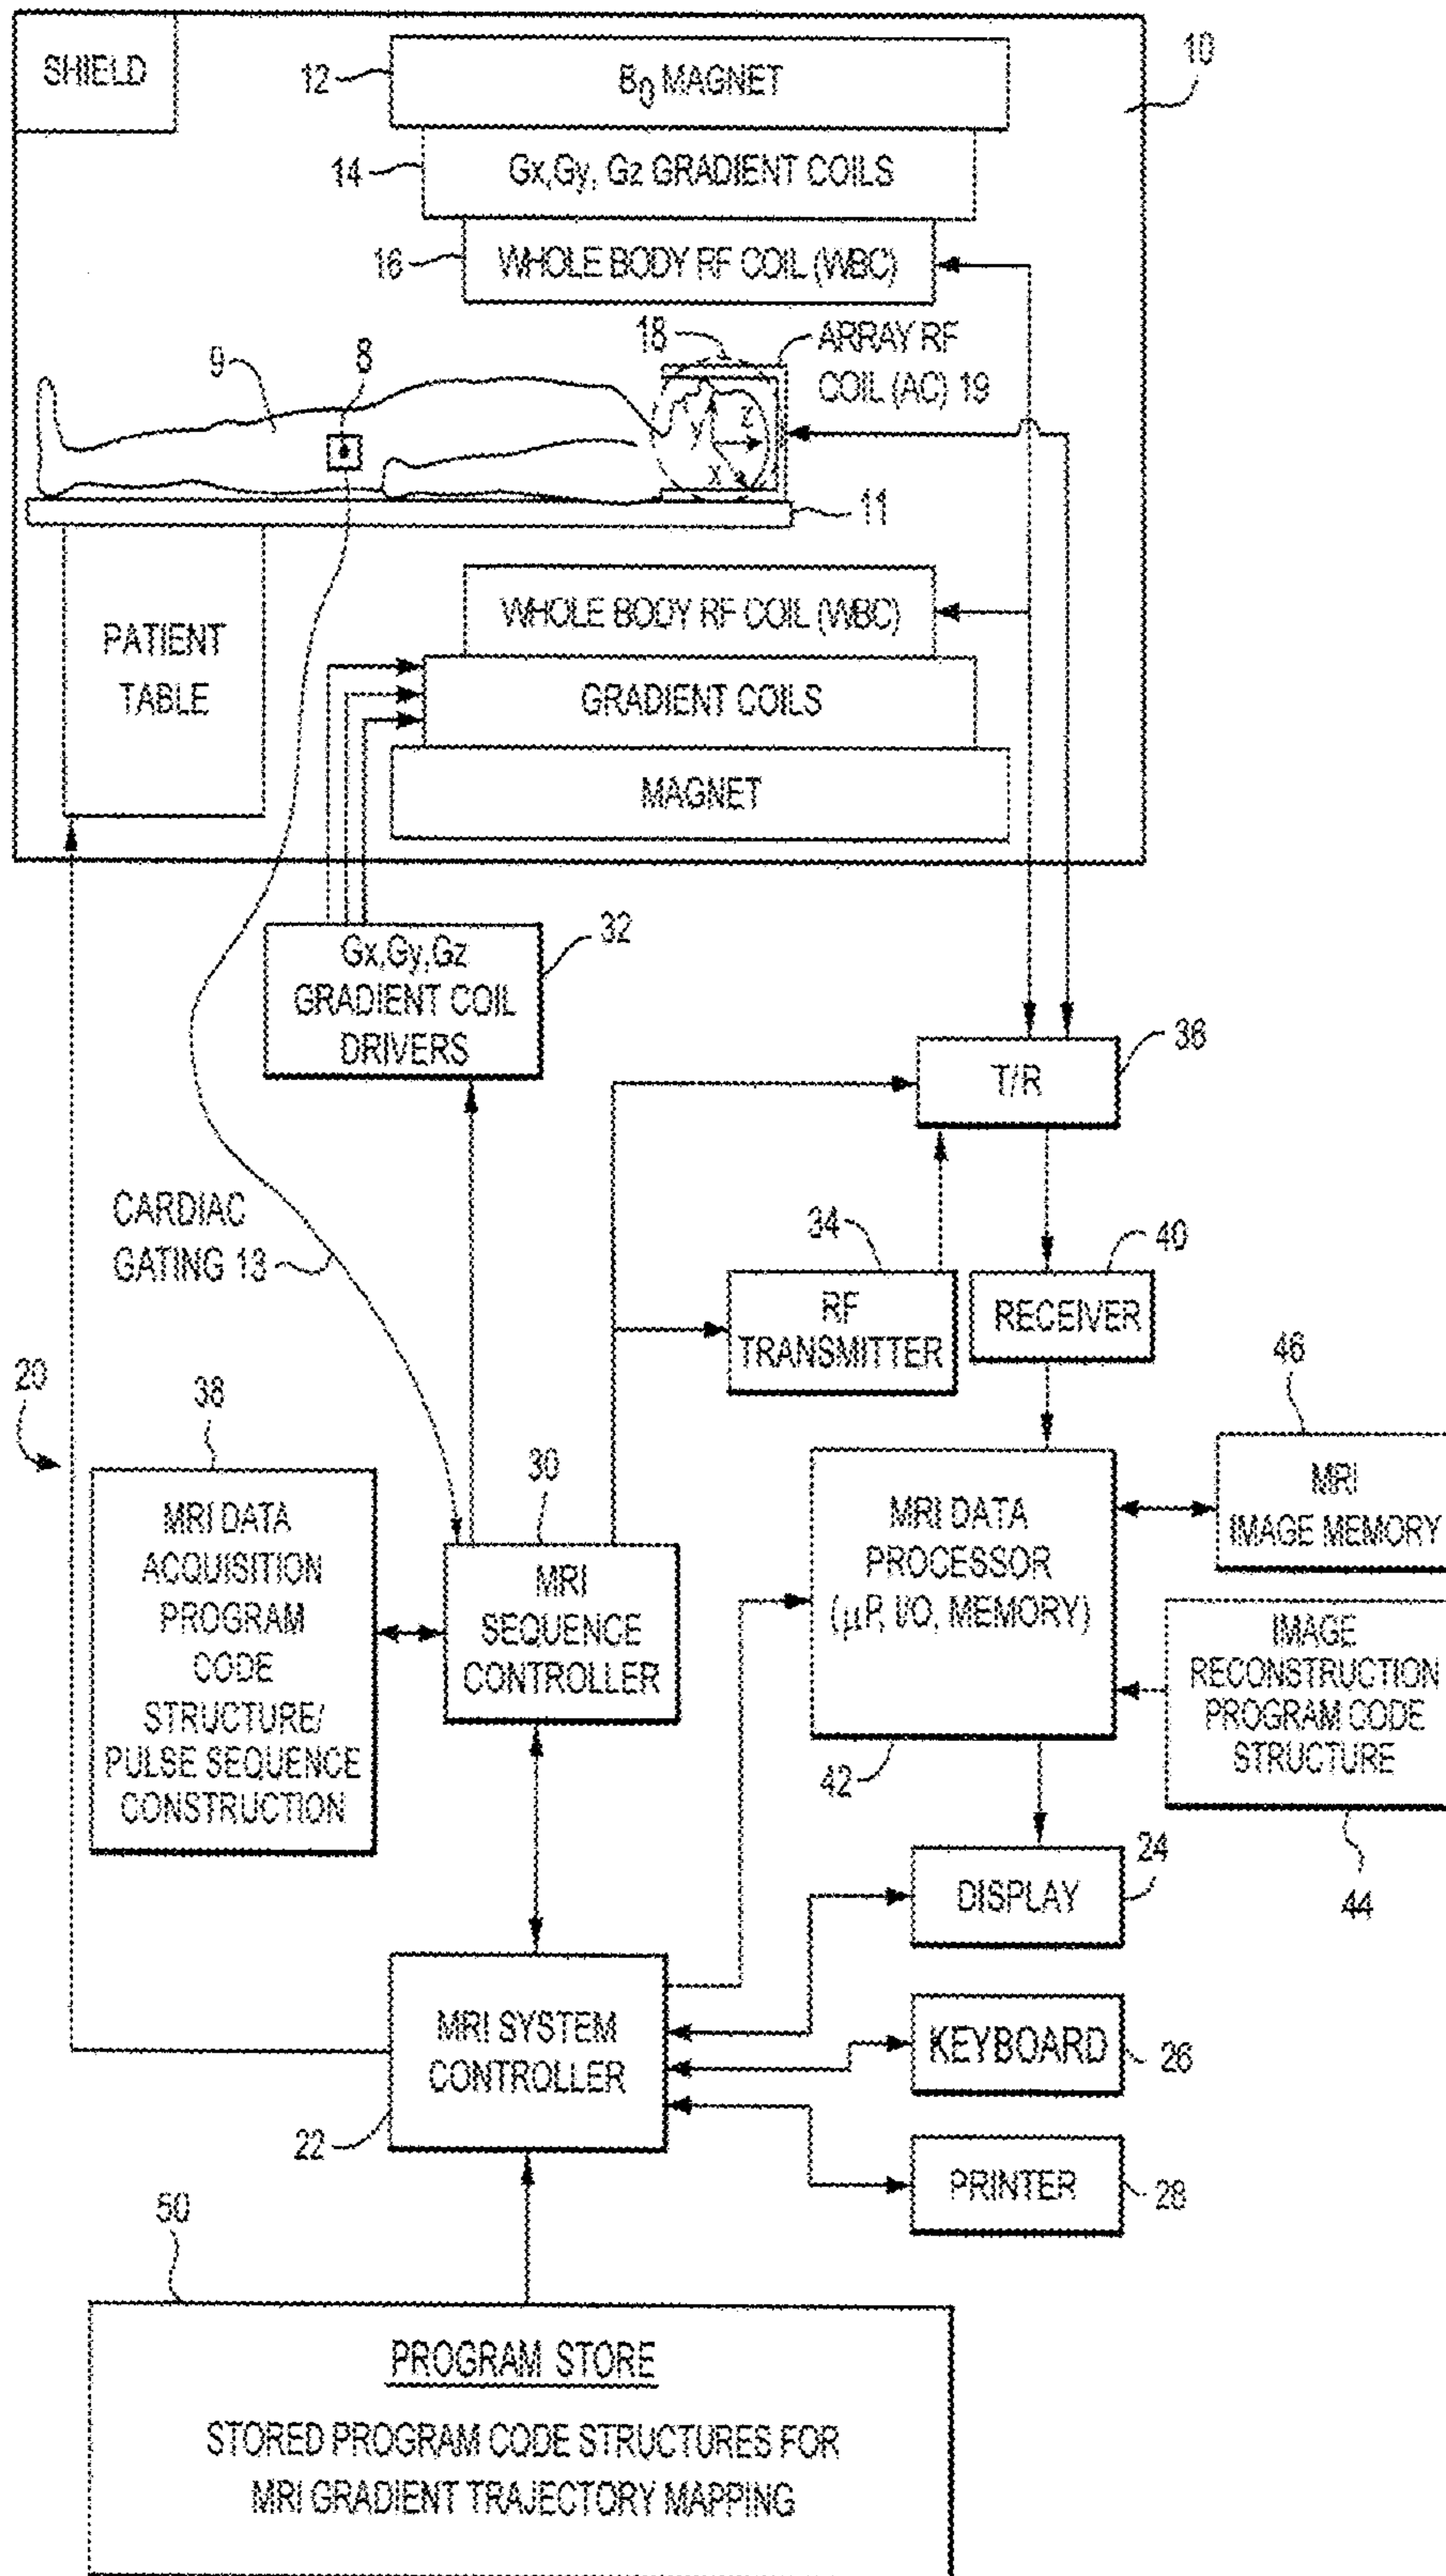 SHIELD
12
B0 MAGNET
10
14
Gx,Gy, Gz GRADIENT COILS
16
WHOLE BODY RF COIL (WBC)
18
ARRAY RF
COIL (AC) 19
9
8
y
z
x
11
PATIENT
TABLE
WHOLE BODY RF COIL (WBC)
GRADIENT COILS
MAGNET
Gx,Gy,Gz
GRADIENT COIL
DRIVERS
32
T/R
36
CARDIAC
GATING 13
34
RF
TRANSMITTER
40
RECEIVER
20
38
MRI DATA
ACQUISITION
PROGRAM
CODE
STRUCTURE/
PULSE SEQUENCE
CONSTRUCTION
30
MRI
SEQUENCE
CONTROLLER
MRI DATA
PROCESSOR
(μP, I/O, MEMORY)
42
46
MRI
IMAGE MEMORY
IMAGE
RECONSTRUCTION
PROGRAM CODE
STRUCTURE
44
DISPLAY
24
MRI SYSTEM
CONTROLLER
22
KEYBOARD
26
PRINTER
28
50
PROGRAM STORE
STORED PROGRAM CODE STRUCTURES FOR
MRI GRADIENT TRAJECTORY MAPPING